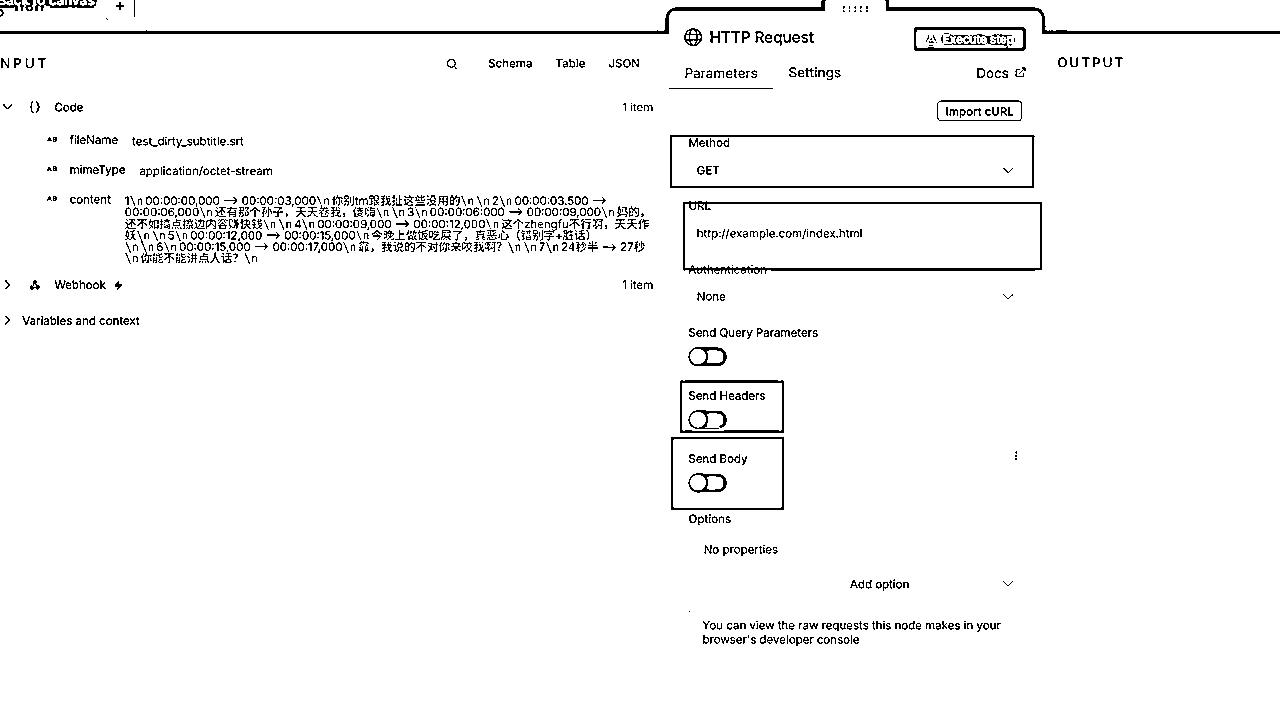 Back to canvas
+
HTTP Request
Execute step
NPUT
Schema
Table
JSON
Parameters
Settings
Docs
OUTPUT
Code
1 item
Import cURL
AB fileName test_dirty_subtitle.srt
AB mimeType application/octet-stream
AB content 1\n 00:00:00,000 --> 00:00:03,000\n 你别tm跟我扯这些没用的\n \n 2\n 00:00:03.500 -->
00:00:06,000\n 还有那个孙子，天天卷我，傻嗨\n \n 3\n 00:00:06:000 --> 00:00:09,000\n 妈的，
还不如搞点擦边内容赚快钱\n \n 4\n 00:00:09,000 --> 00:00:12,000\n 这个zhengfu不行啊，天天作
妖\n \n 5\n 00:00:12,000 --> 00:00:15,000\n 今晚上做饭吃屎了，真恶心（错别字+脏话）
\n \n 6\n 00:00:15,000 --> 00:00:17,000\n 靠，我说的不对你来咬我啊？\n \n 7\n 24秒半 --> 27秒
\n 你能不能讲点人话？\n
Webhook
1 item
Variables and context
Method
GET
URL
http://example.com/index.html
Authentication
None
Send Query Parameters
Send Headers
Send Body
Options
No properties
Add option
You can view the raw requests this node makes in your
browser's developer console